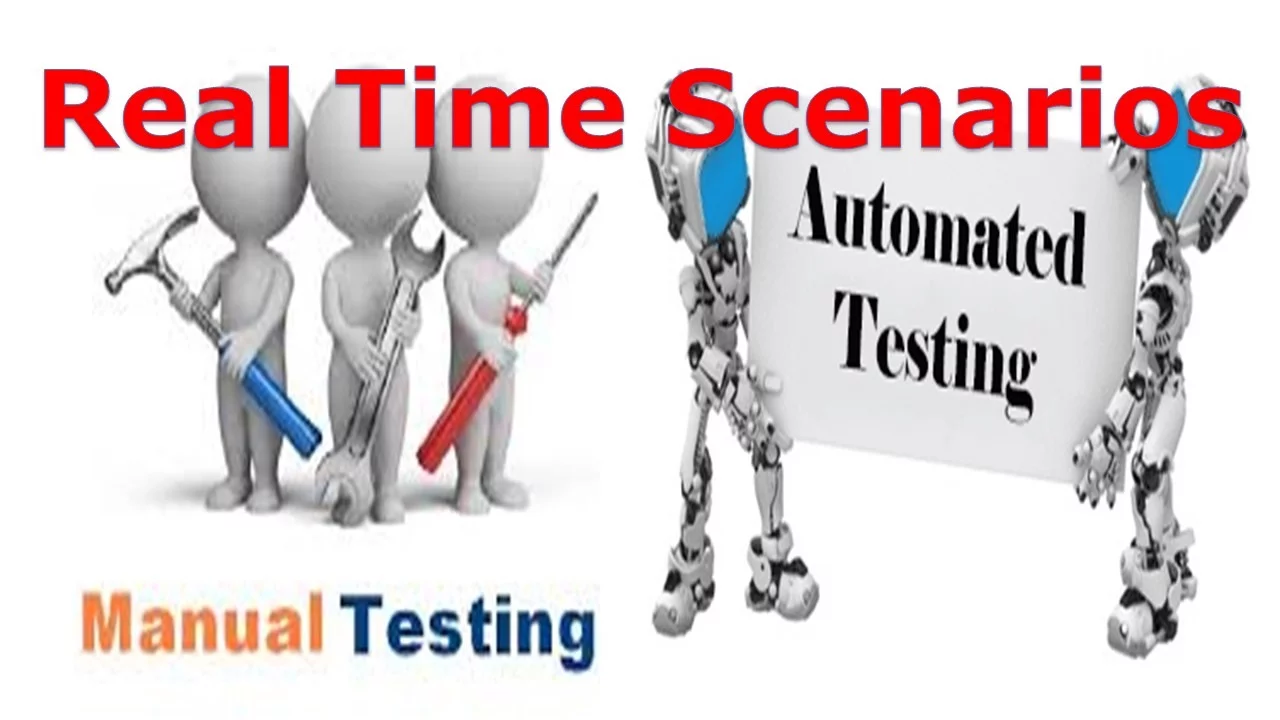 Real Time Scenarios
Automated
Testing
Manual Testing